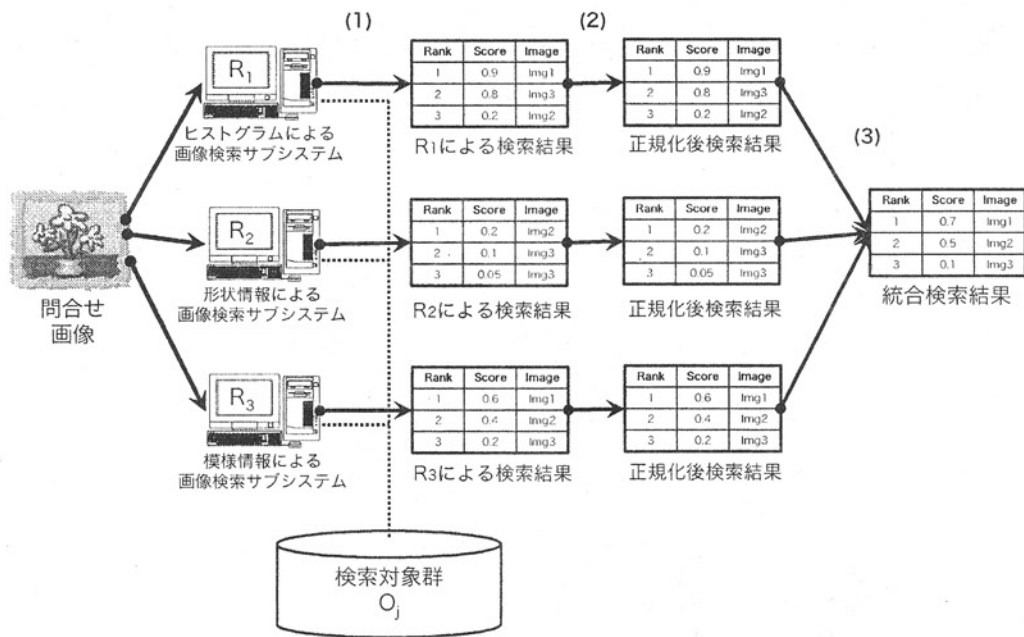 (1)
(2)
R1
ヒストグラムによる
画像検索サブシステム
Rank Score Image
1 0.9 Img1
2 0.8 Img3
3 0.2 Img2
R1による検索結果
Rank Score Image
1 0.9 Img1
2 0.8 Img3
3 0.2 Img2
正規化後検索結果
(3)
問合せ
画像
R2
形状情報による
画像検索サブシステム
Rank Score Image
1 0.2 Img2
2 0.1 Img3
3 0.05 Img3
R2による検索結果
Rank Score Image
1 0.2 Img2
2 0.1 Img3
3 0.05 Img3
正規化後検索結果
Rank Score Image
1 0.7 Img1
2 0.5 Img2
3 0.1 Img3
統合検索結果
R3
模様情報による
画像検索サブシステム
Rank Score Image
1 0.6 Img1
2 0.4 Img2
3 0.2 Img3
R3による検索結果
Rank Score Image
1 0.6 Img1
2 0.4 Img2
3 0.2 Img3
正規化後検索結果
検索対象群
Oj